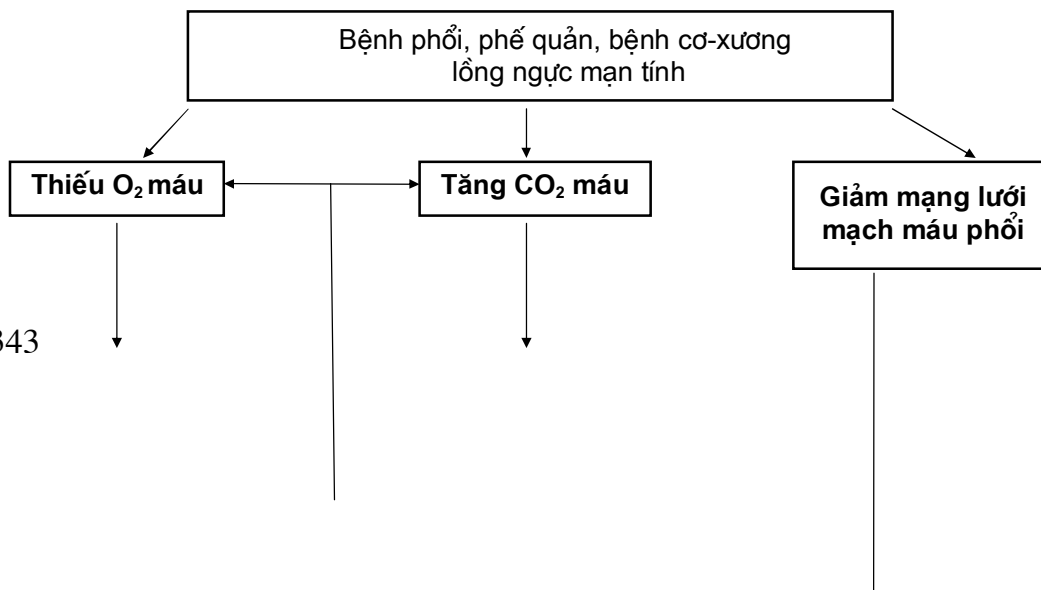 Bệnh phổi, phế quản, bệnh cơ-xương
lồng ngực mạn tính
Thiếu O₂ máu
Tăng CO₂ máu
Giảm mạng lưới
mạch máu phổi
343